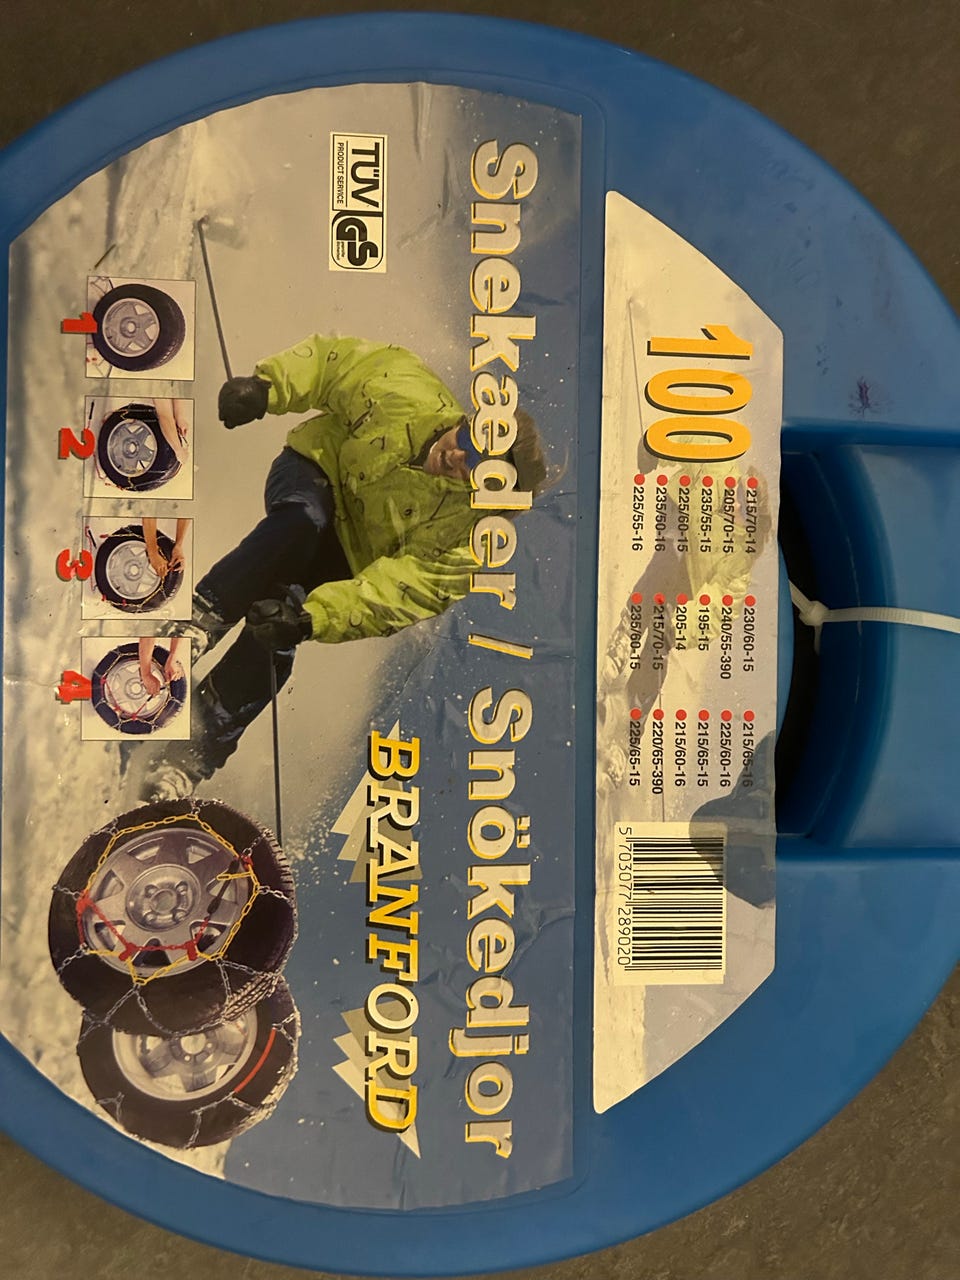 100
215/70-14 230/60-15 215/65-16
205/70-15 240/55-390 225/60-16
235/55-15 195-15 215/65-15
225/60-15 205-14 215/60-16
235/50-16 215/70-15 220/65-390
225/55-16 235/60-15 225/65-15
5 703077 289020
Snekæder / Snökedjor
TÜV
PRODUCT SERVICE
GS
BRANFORD
1
2
3
4